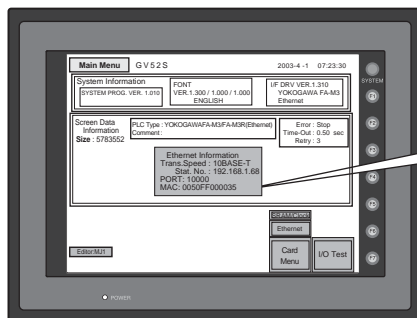 Main Menu GV52S 2003-4 -1 07:23:30
SYSTEM
System Information
SYSTEM PROG. VER. 1.010
FONT
VER.1.300 / 1.000 / 1.000
ENGLISH
I/F DRV VER.1.310
YOKOGAWA FA-M3
Ethernet
F1
Screen Data
Information
Size : 5783552
PLC Type : YOKOGAWAFA-M3/FA-M3R(Ethernet)
Comment :
Error : Stop
Time-Out : 0.50 sec
Retry : 3
F2
Ethernet Information
Trans.Speed : 10BASE-T
Stat. No. : 192.168.1.68
PORT: 10000
MAC: 0050FF000035
F3
F4
F5
Ethernet
F6
Editor:MJ1
Card
Menu
I/O Test
F7
POWER